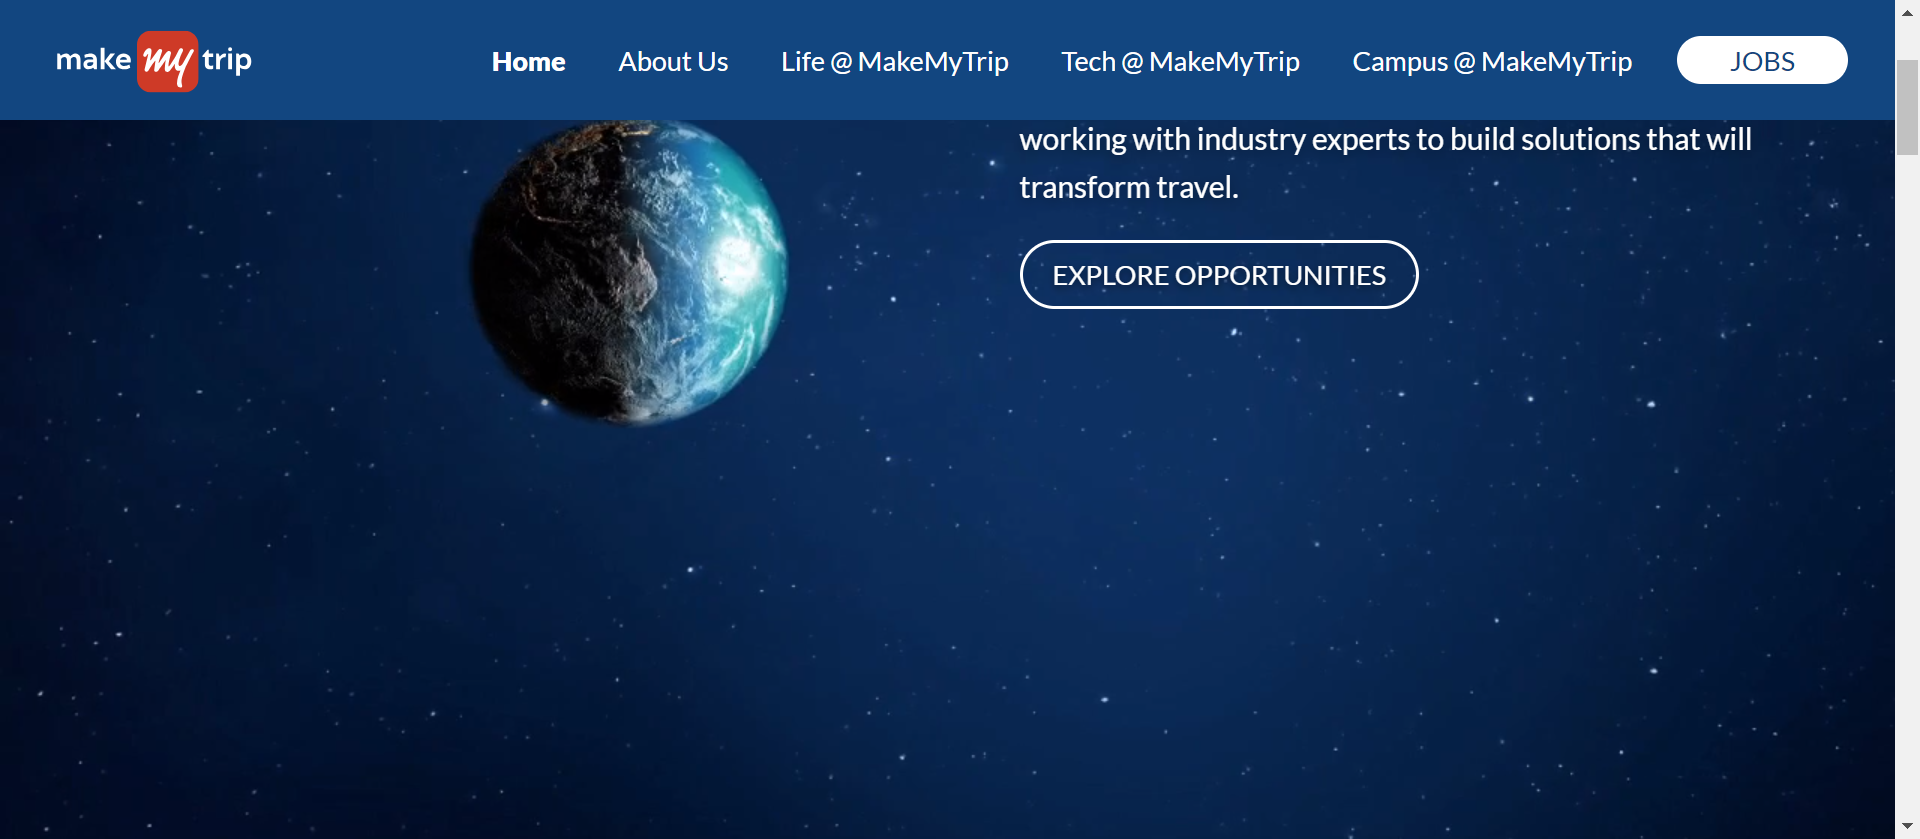 make my trip
Home
About Us
Life @ MakeMyTrip
Tech @ MakeMyTrip
Campus @ MakeMyTrip
JOBS
working with industry experts to build solutions that will
transform travel.
EXPLORE OPPORTUNITIES